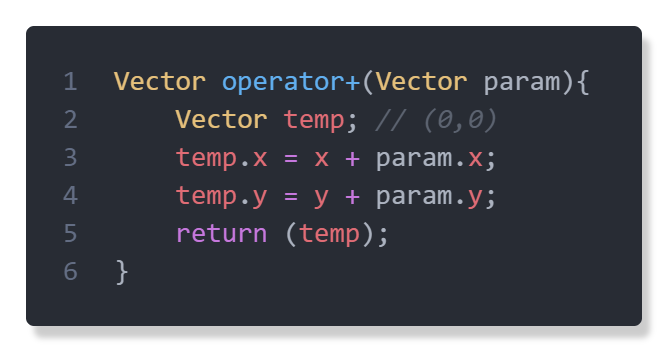 1 Vector operator+(Vector param){
2     Vector temp; // (0,0)
3     temp.x = x + param.x;
4     temp.y = y + param.y;
5     return (temp);
6 }